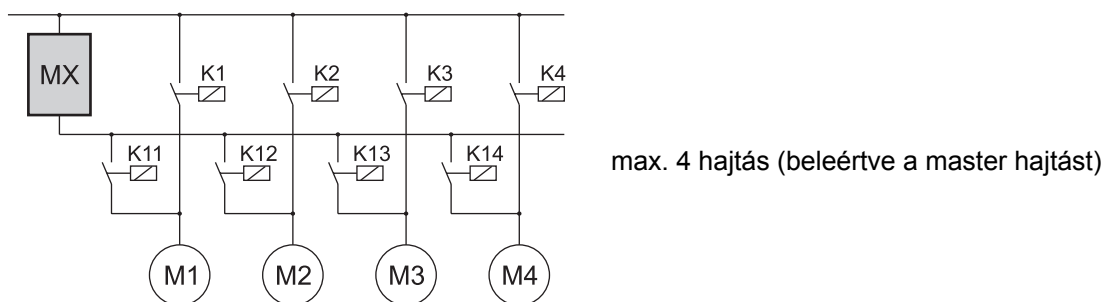 MX
K1
K2
K3
K4
K11
K12
K13
K14
max. 4 hajtás (beleértve a master hajtást)
M1
M2
M3
M4